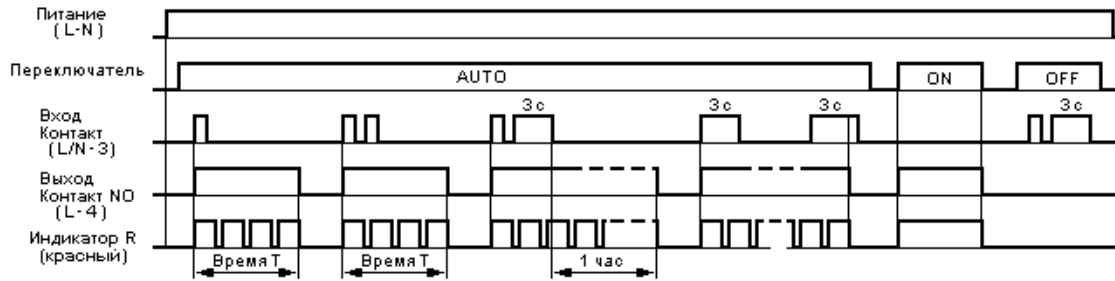 Питание
(L-N)
Переключатель
AUTO
ON
OFF
Вход
Контакт
(L/N-3)
3с
3с
3с
3с
Выход
Контакт NO
(L-4)
Индикатор R
(красный)
Время Т
Время Т
1 час